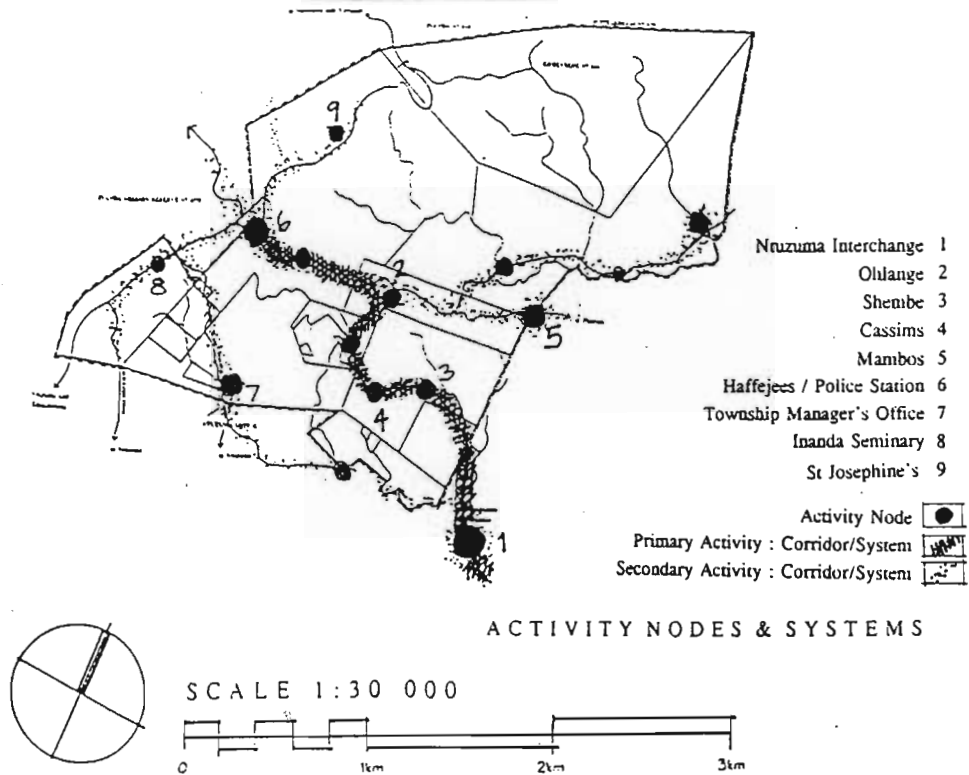 9
6
8
2
5
7
3
4
1
Ntuzuma Interchange 1
Ohlange 2
Shembe 3
Cassims 4
Mambos 5
Haffejees / Police Station 6
Township Manager's Office 7
Inanda Seminary 8
St Josephine's 9
Activity Node
Primary Activity : Corridor/System
Secondary Activity : Corridor/System
ACTIVITY NODES & SYSTEMS
SCALE 1:30 000
0 1km 2km 3km